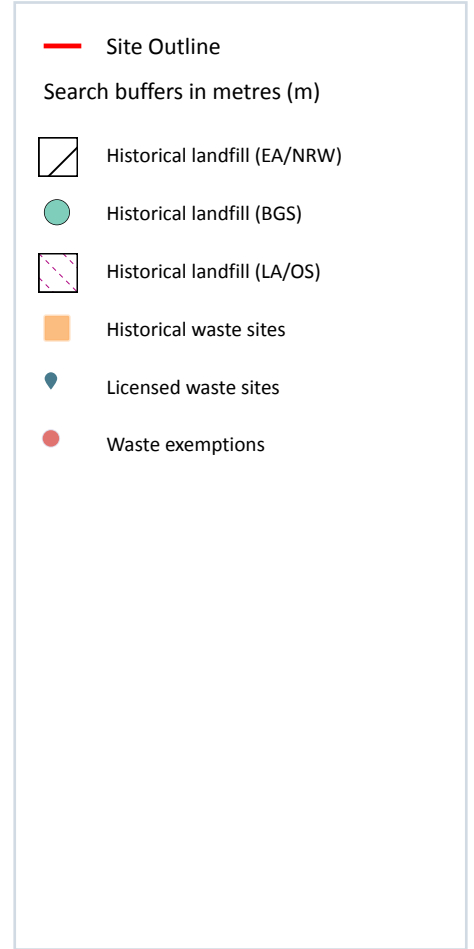 Site Outline
Search buffers in metres (m)
Historical landfill (EA/NRW)
Historical landfill (BGS)
Historical landfill (LA/OS)
Historical waste sites
Licensed waste sites
Waste exemptions